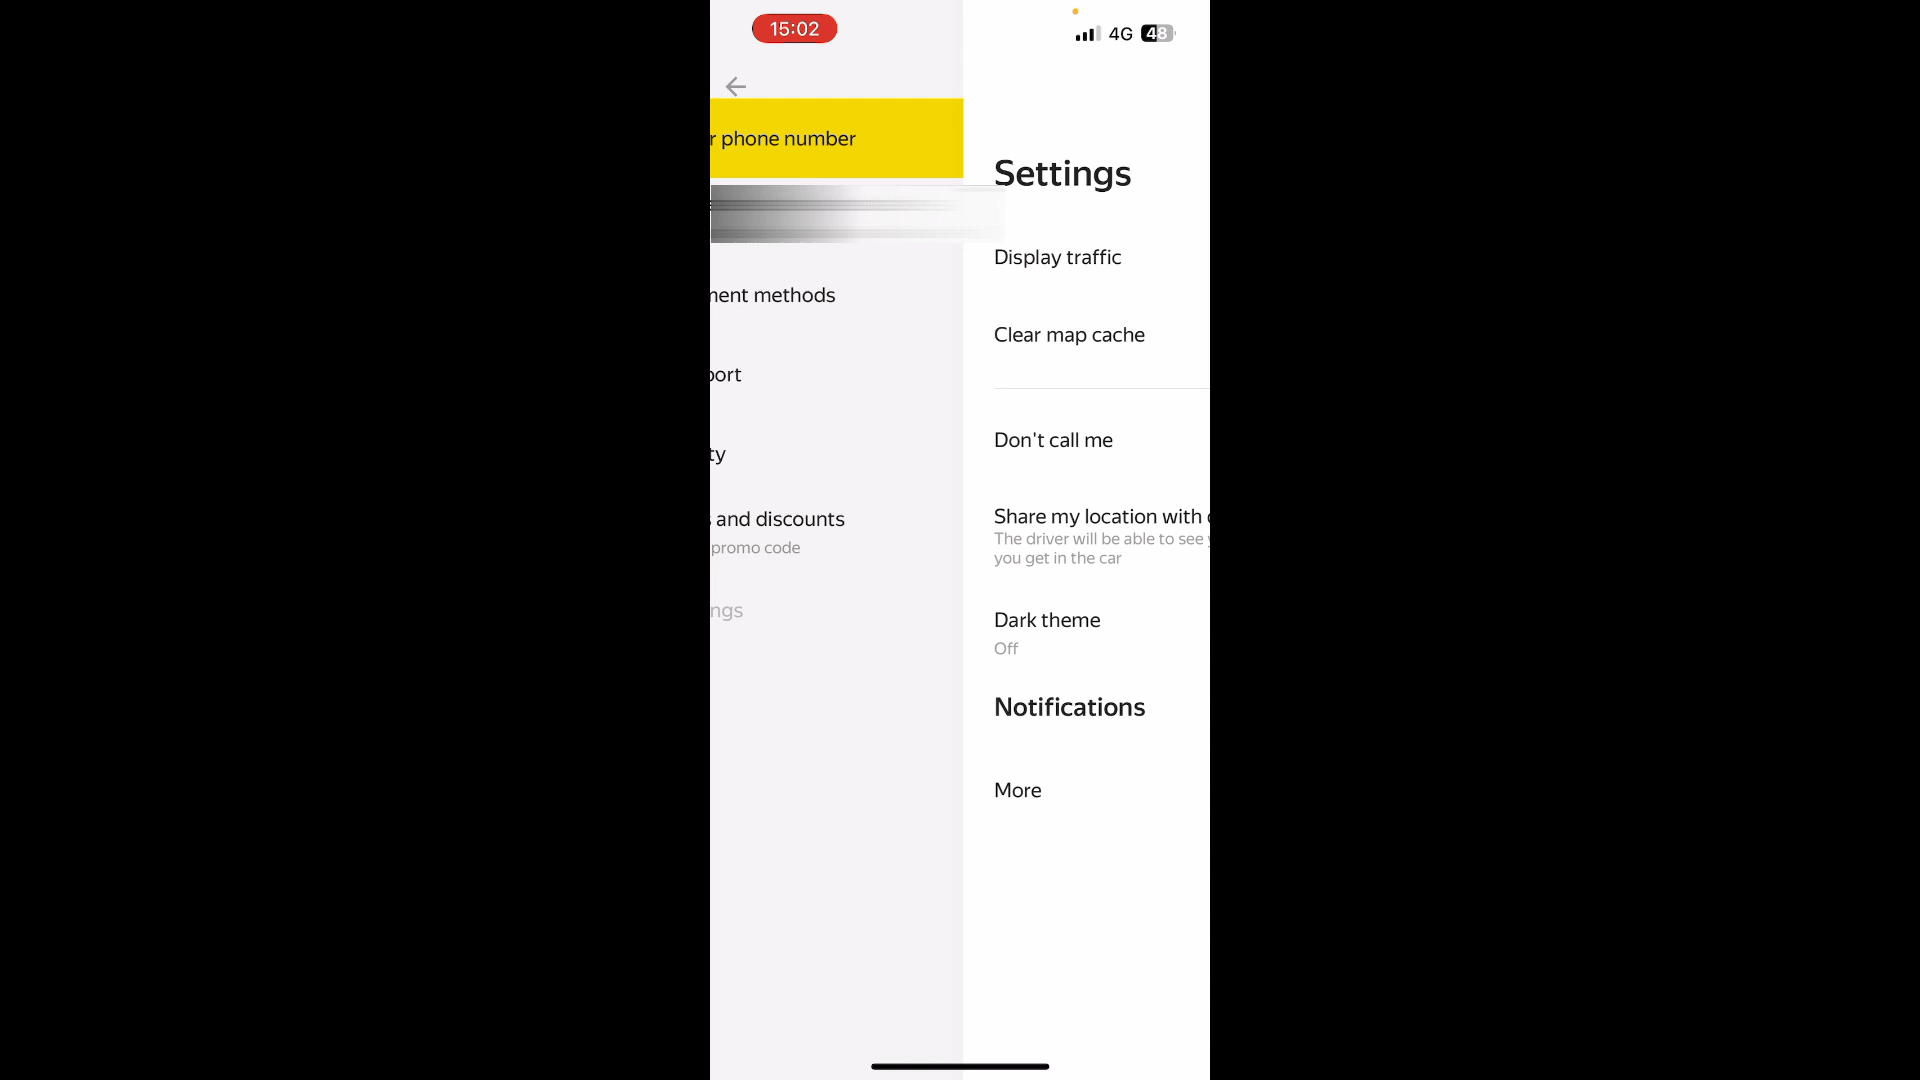 15:02
4G 48
r phone number
ment methods
port
ty
s and discounts
promo code
ngs
Settings
Display traffic
Clear map cache
Don't call me
Share my location with
The driver will be able to see
you get in the car
Dark theme
Off
Notifications
More